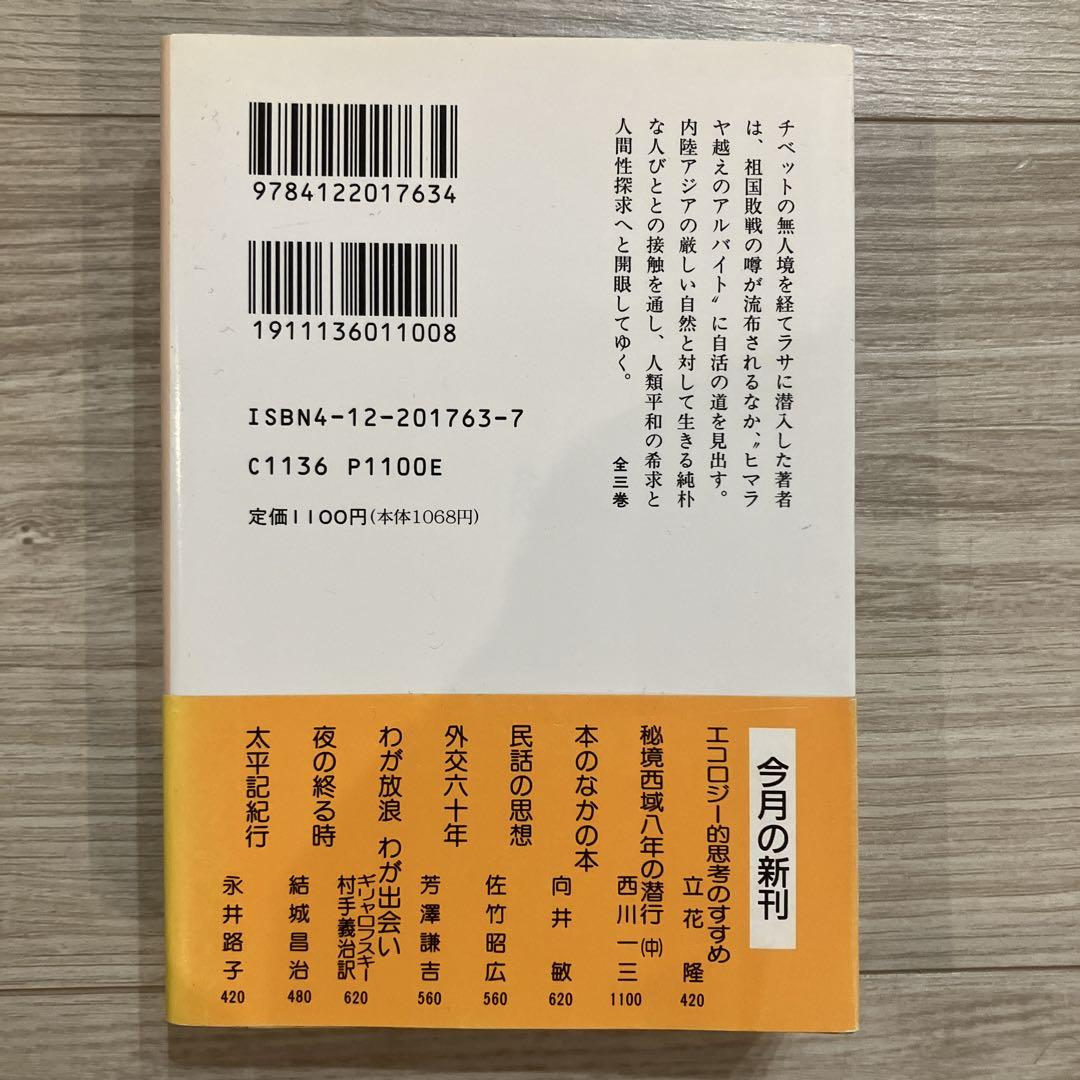 9784122017634
1911136011008
ISBN4-12-201763-7
C1136 P1100E
定価1100円(本体1068円)
チベットの無人境を経てラサに潜入した著者
は、祖国敗戦の噂が流布されるなか、〝ヒマラ
ヤ越えのアルバイト〟に自活の道を見出す。
内陸アジアの厳しい自然と対して生きる純朴
な人びととの接触を通し、人類平和の希求と
人間性探求へと開眼してゆく。
全三巻
今月の新刊
エコロジー的思考のすすめ 立花 隆 420
秘境西域八年の潜行(中) 西川一三 1100
本のなかの本 向井 敏 620
民話の思想 佐竹昭広 560
外交六十年 芳澤謙吉 560
わが放浪 わが出会い ギリャロフスキー 村手義治訳 620
夜の終る時 結城昌治 480
太平記紀行 永井路子 420